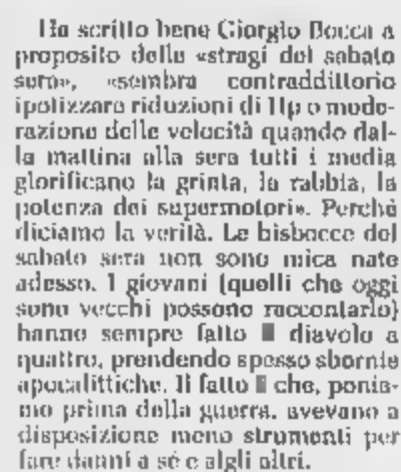 Ha scritto bene Giorgio Bocca a
proposito delle «stragi del sabato
sera», «sembra contraddittorio
ipotizzare riduzioni di Hp o mode-
razione delle velocità quando dal-
la mattina alla sera tutti i media
glorificano la grinta, la rabbia, la
potenza dei supermotori». Perché
diciamo la verità. Le bisbocce del
sabato sera non sono mica nate
adesso. I giovani (quelli che oggi
sono vecchi possono raccontarlo)
hanno sempre fatto diavolo a
quattro, prendendo spesso sbornie
apocalittiche. Il fatto che, ponia-
mo prima della guerra, avevano a
disposizione meno strumenti per
fare danni a sé e algli altri.